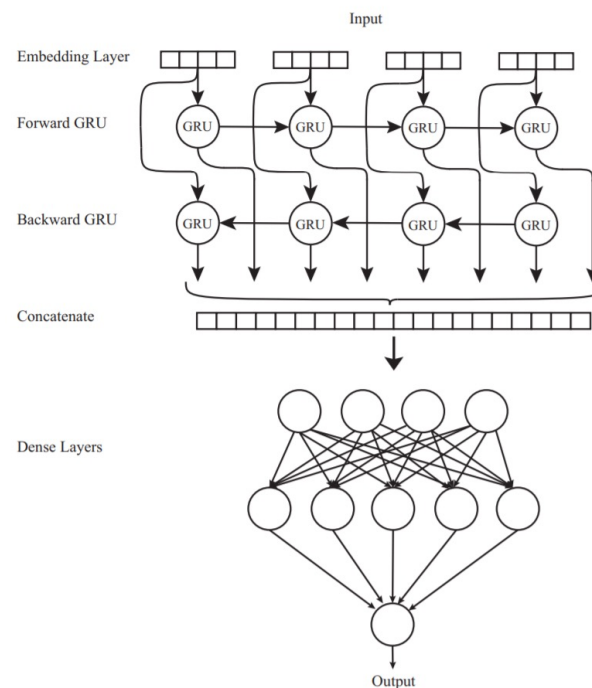 Input
Embedding Layer
Forward GRU
GRU GRU GRU GRU
Backward GRU
GRU GRU GRU GRU
Concatenate
Dense Layers
Output